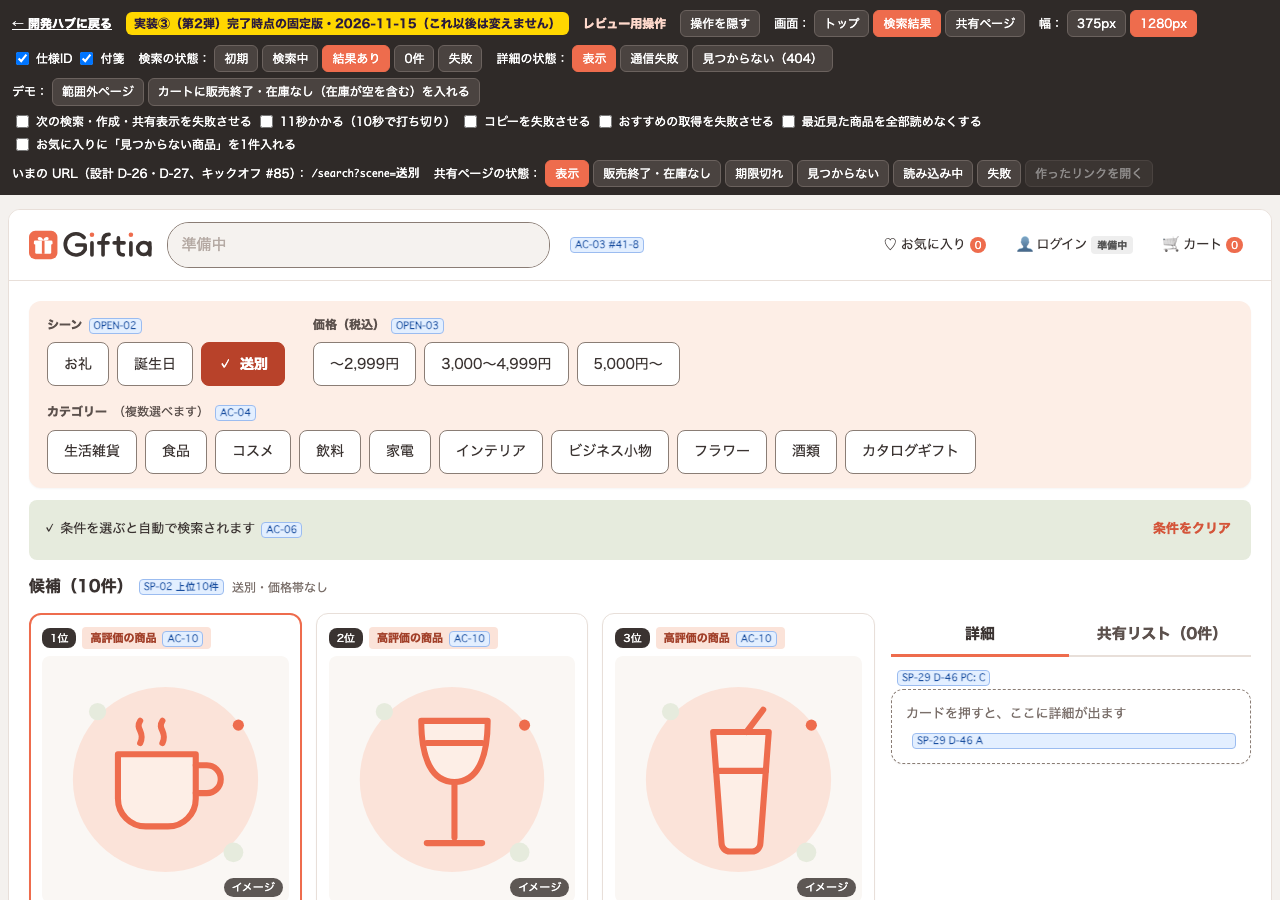 ← 開発ハブに戻る 実装③（第2弾）完了時点の固定版・2026-11-15（これ以後は変えません） レビュー用操作 操作を隠す 画面： トップ 検索結果 共有ページ 幅： 375px 1280px
仕様ID 付箋 検索の状態： 初期 検索中 結果あり 0件 失敗 詳細の状態： 表示 通信失敗 見つからない（404）
デモ： 範囲外ページ カートに販売終了・在庫なし（在庫が空を含む）を入れる
次の検索・作成・共有表示を失敗させる 11秒かかる（10秒で打ち切り） コピーを失敗させる おすすめの取得を失敗させる 最近見た商品を全部読めなくする
お気に入りに「見つからない商品」を1件入れる
いまの URL（設計 D-26・D-27、キックオフ #85）： /search?scene=送別 共有ページの状態： 表示 販売終了・在庫なし 期限切れ 見つからない 読み込み中 失敗 作ったリンクを開く
Giftia 準備中 AC-03 #41-8 ♡ お気に入り 0 ログイン 準備中 カート 0
シーン OPEN-02 価格（税込） OPEN-03
お礼 誕生日 ✓ 送別 〜2,999円 3,000〜4,999円 5,000円〜
カテゴリー （複数選べます） AC-04
生活雑貨 食品 コスメ 飲料 家電 インテリア ビジネス小物 フラワー 酒類 カタログギフト
✓ 条件を選ぶと自動で検索されます AC-06 条件をクリア
候補（10件） SP-02 上位10件 送別・価格帯なし
1位 高評価の商品 AC-10 2位 高評価の商品 AC-10 3位 高評価の商品 AC-10 詳細 共有リスト（0件）
SP-29 D-46 PC: C
カードを押すと、ここに詳細が出ます
SP-29 D-46 A
イメージ イメージ イメージ